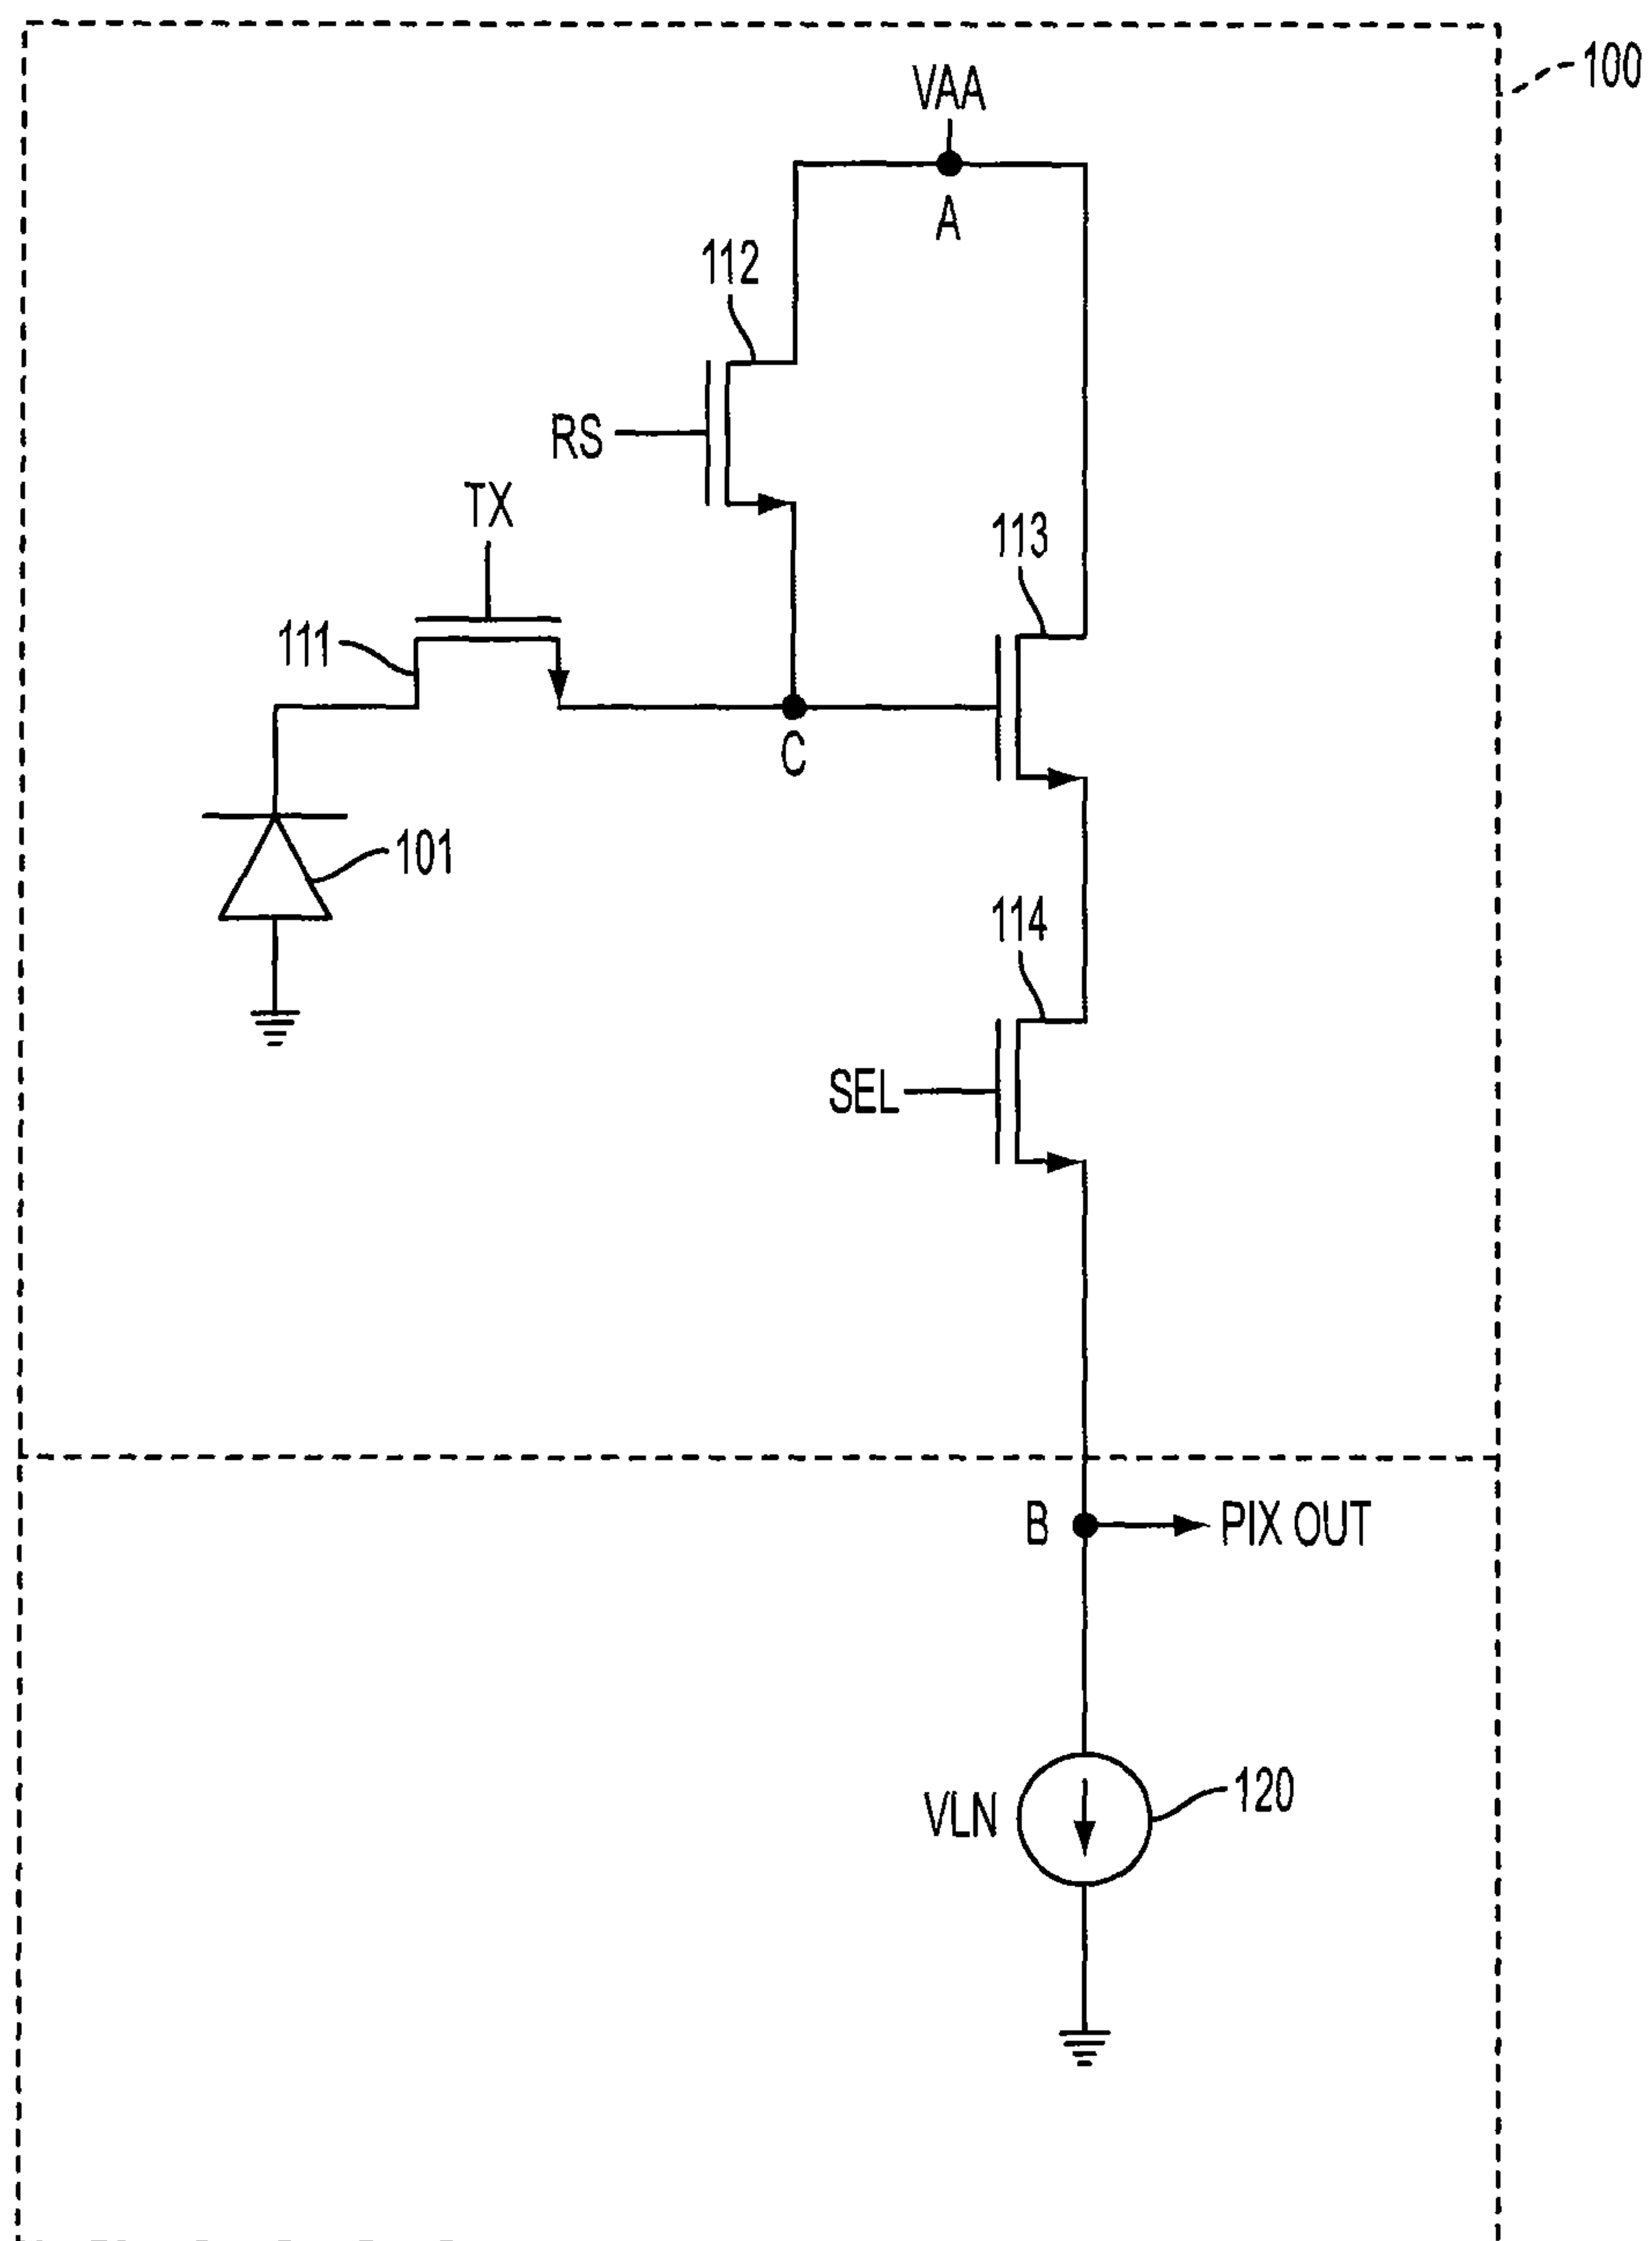 100
VAA
A
112
RS
TX
113
111
C
101
114
SEL
B
PIX OUT
VLN
120